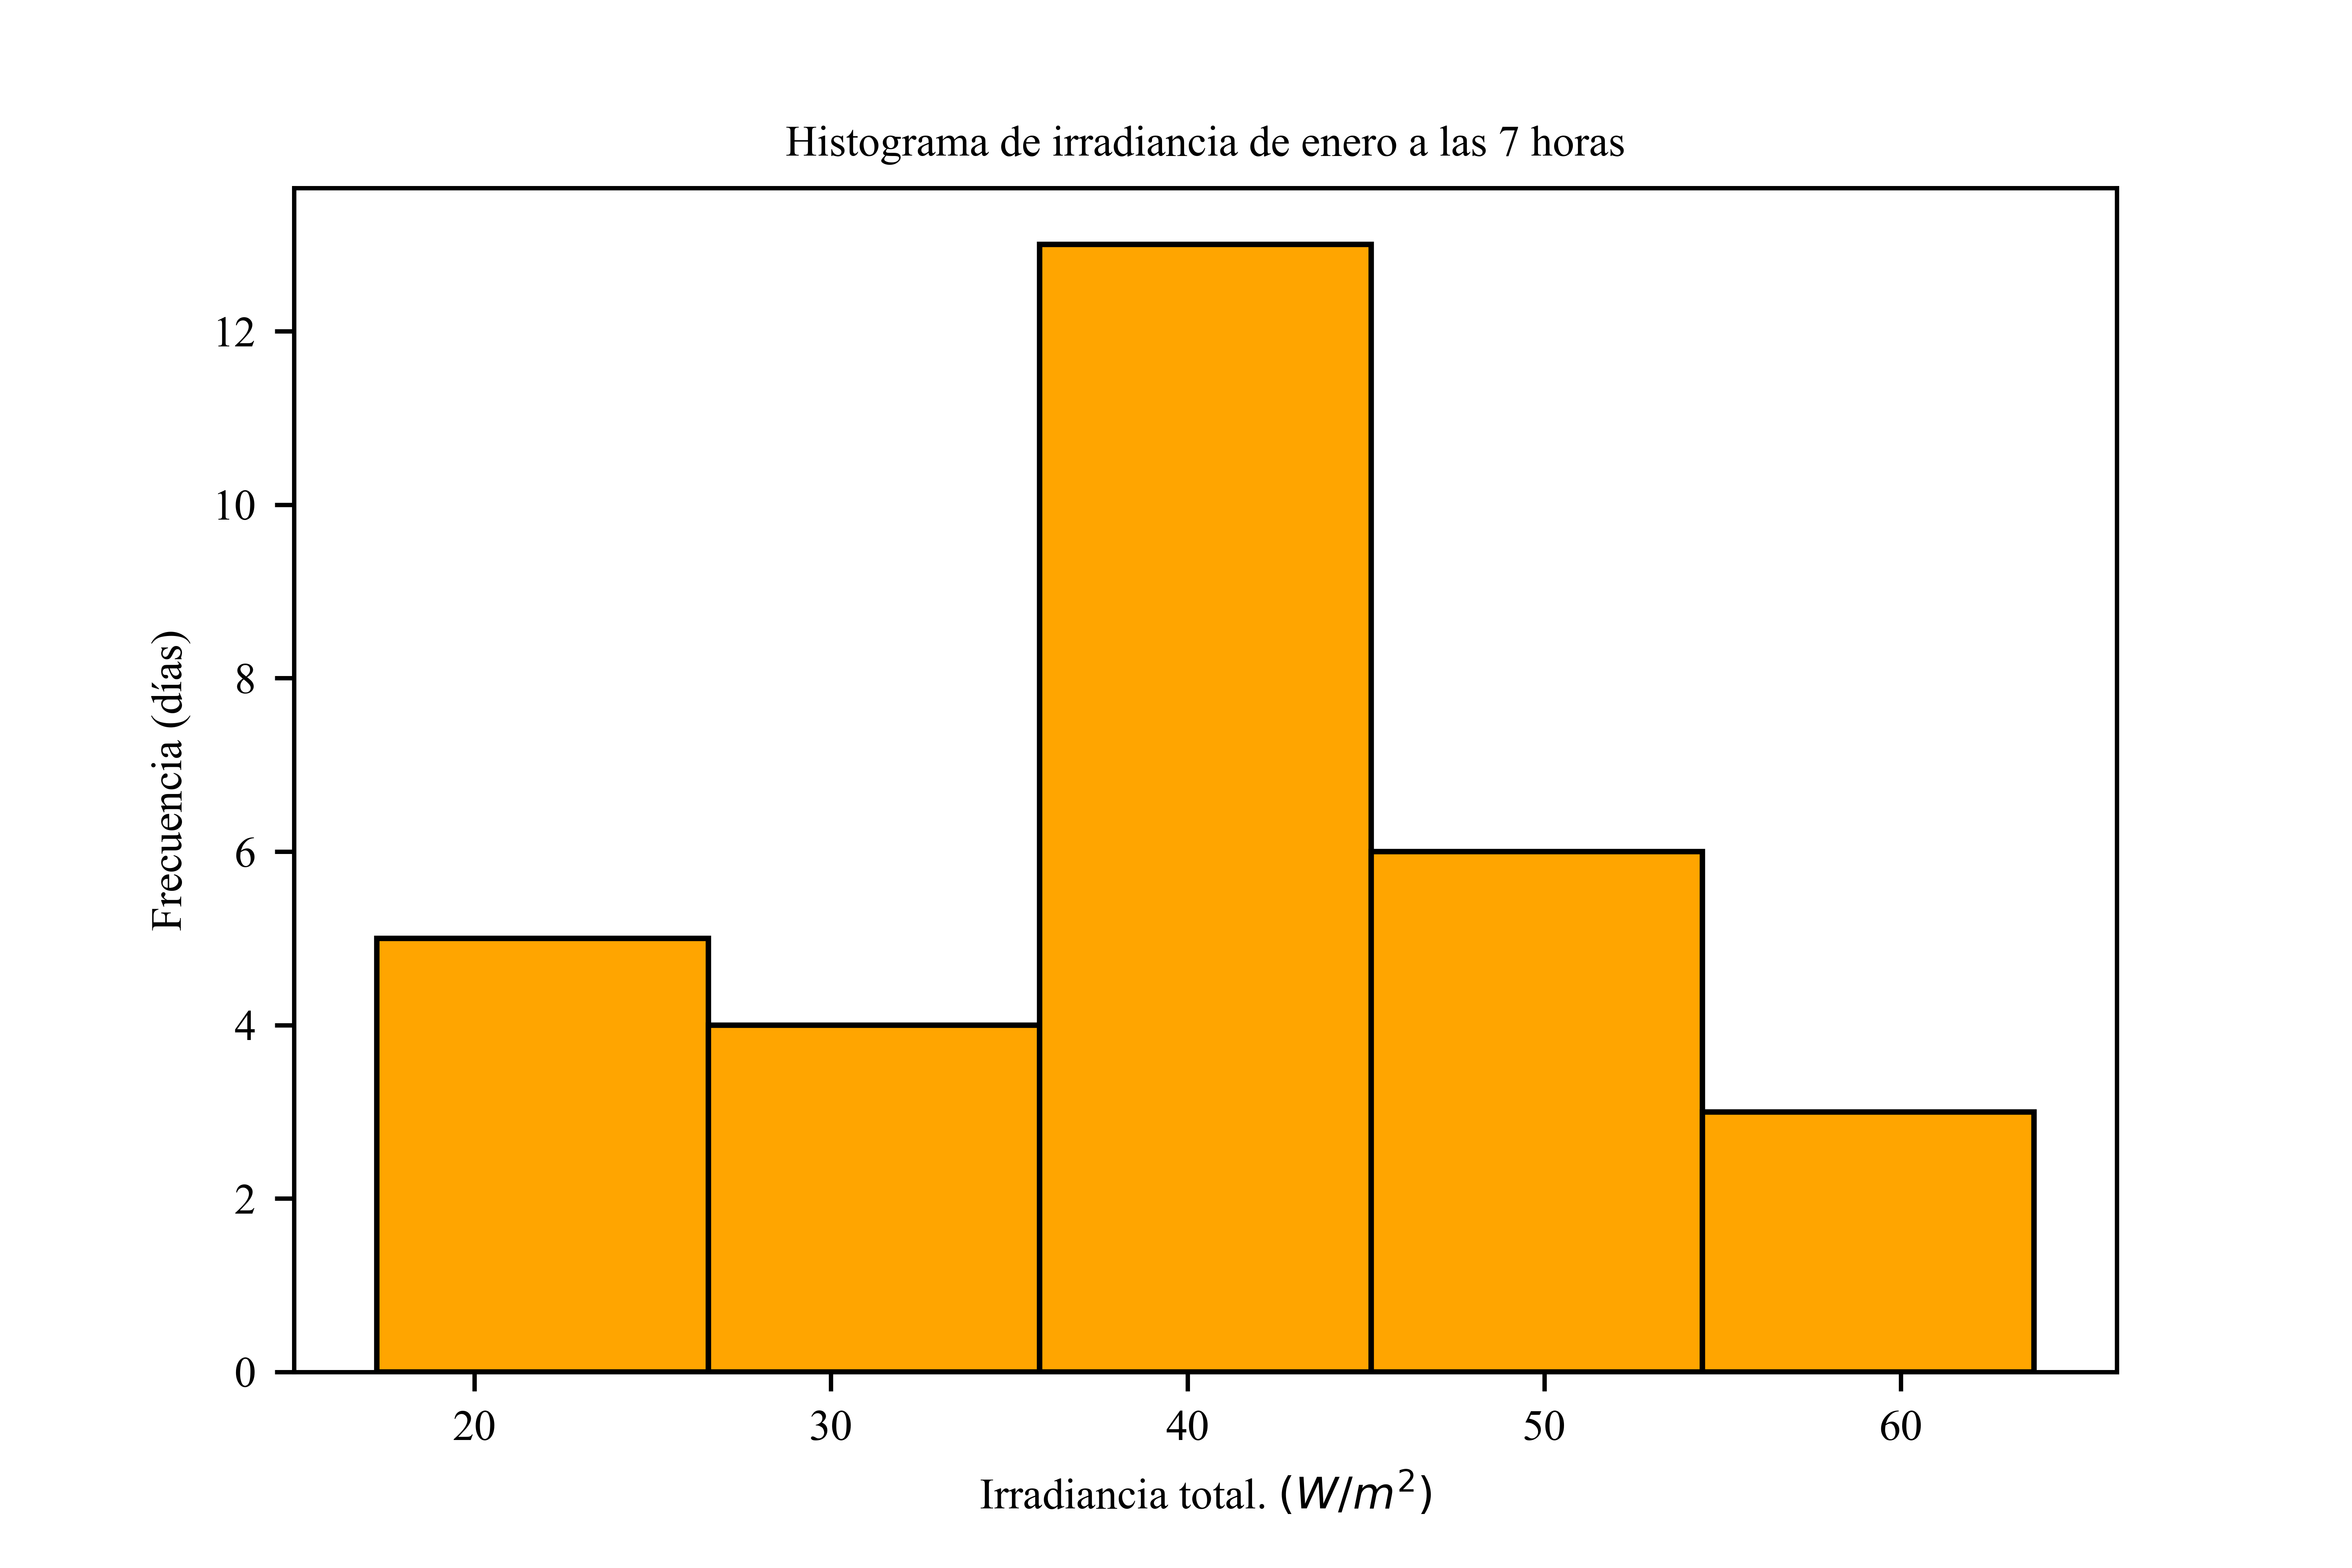 Histograma de irradiancia de enero a las 7 horas
Frecuencia (días)
12
10
8
6
4
2
0
20 30 40 50 60
Irradiancia total. (W/m²)